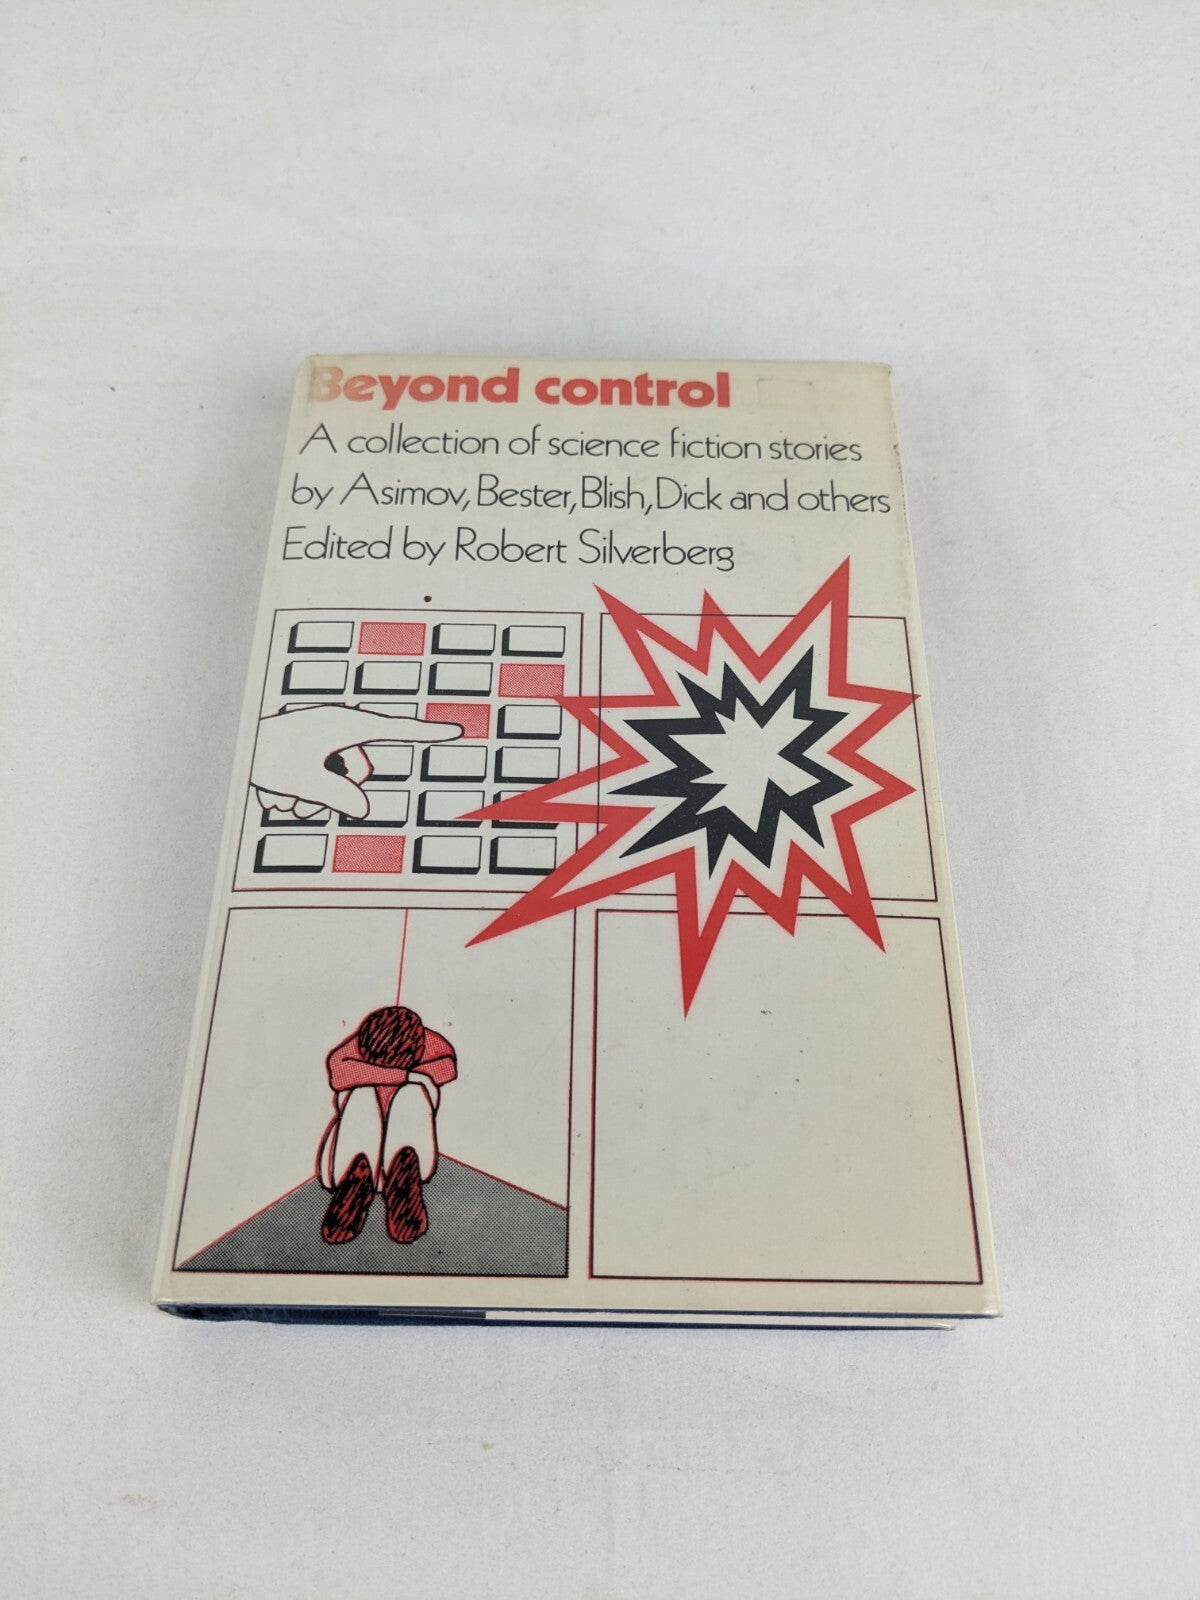 Beyond control
A collection of science fiction stories
by Asimov, Bester, Blish, Dick and others
Edited by Robert Silverberg